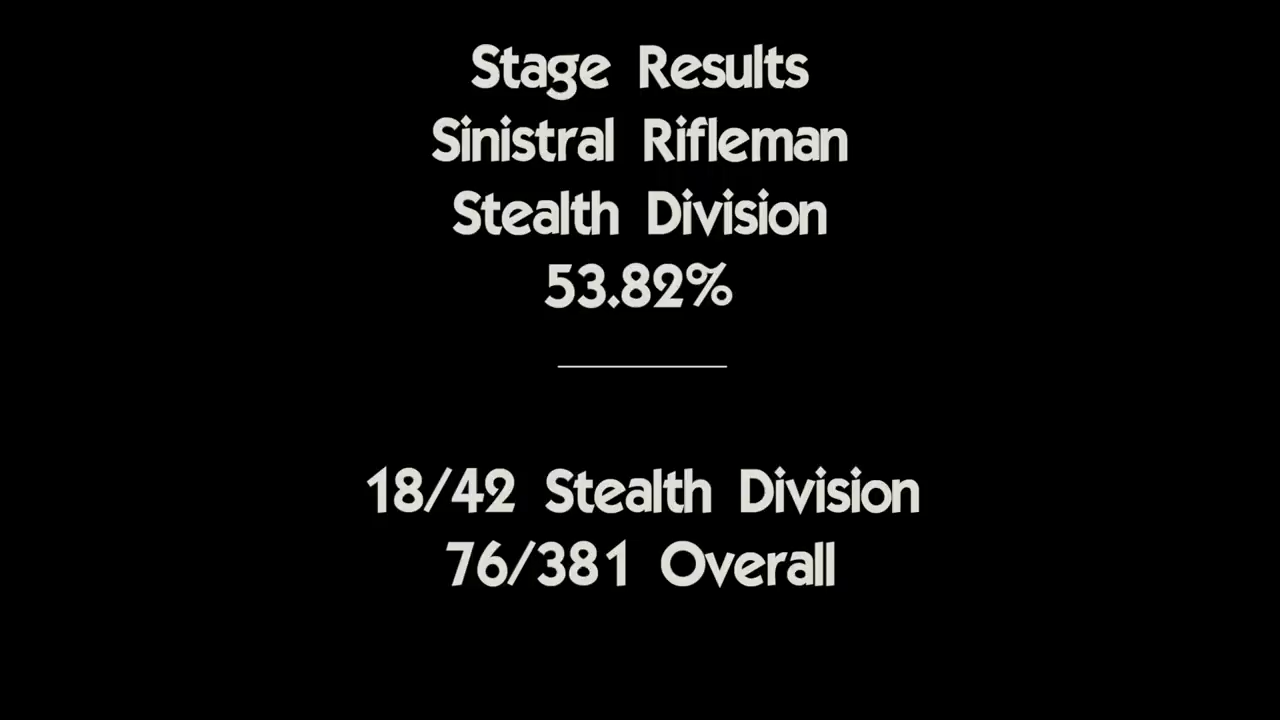 Stage Results
Sinistral Rifleman
Stealth Division
53.82%
18/42 Stealth Division
76/381 Overall